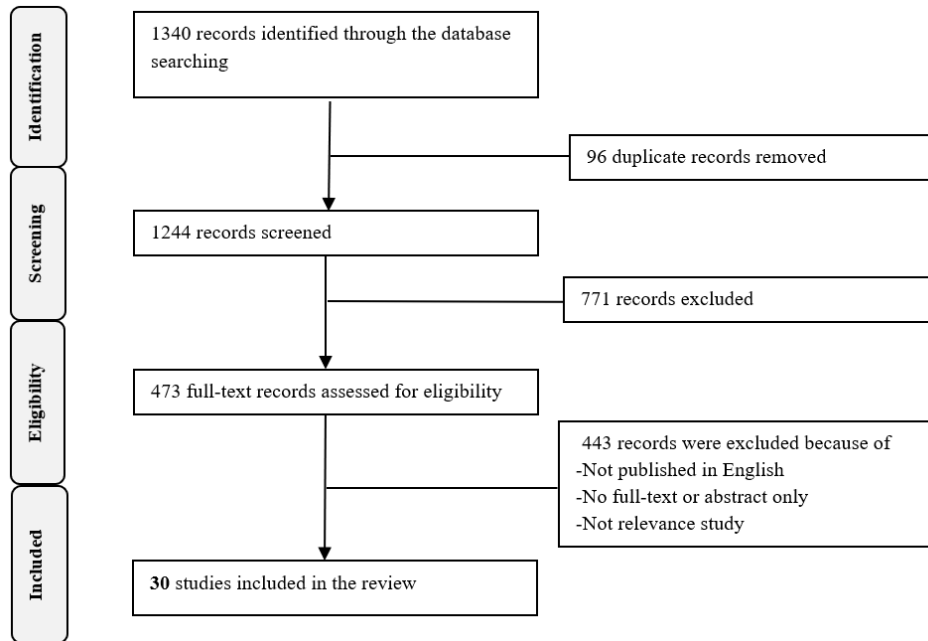 Identification
1340 records identified through the database
searching
96 duplicate records removed
Screening
1244 records screened
771 records excluded
Eligibility
473 full-text records assessed for eligibility
443 records were excluded because of
-Not published in English
-No full-text or abstract only
-Not relevance study
Included
30 studies included in the review